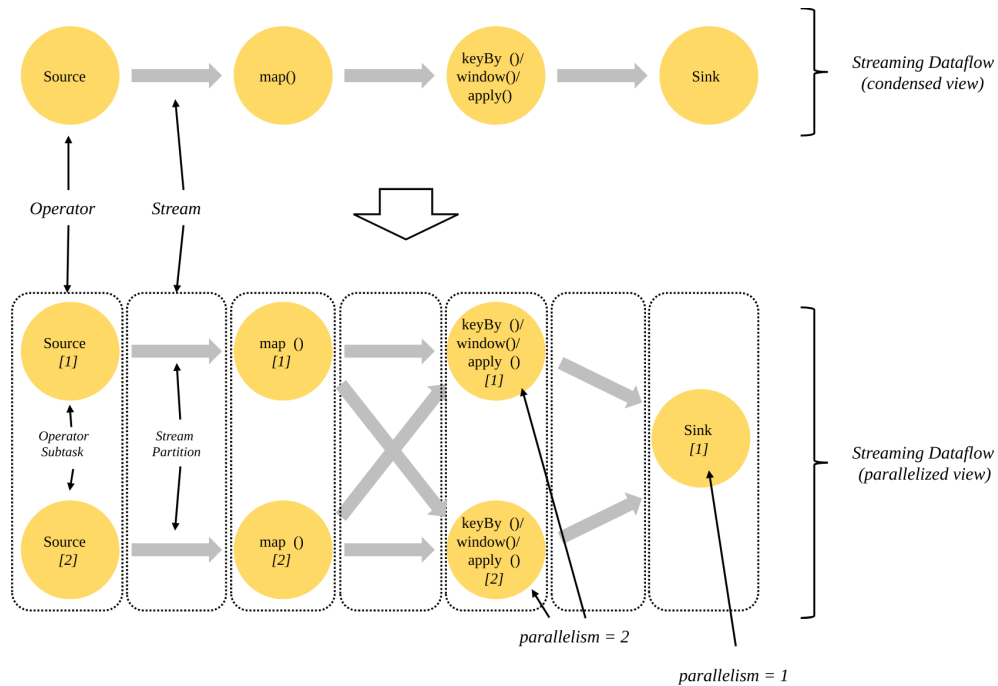 Source
map()
keyBy ()/
window()/
apply()
Sink
Streaming Dataflow
(condensed view)
Operator
Stream
Source
[1]
map ()
[1]
keyBy ()/
window()/
apply ()
[1]
Operator
Subtask
Stream
Partition
Sink
[1]
Streaming Dataflow
(parallelized view)
Source
[2]
map ()
[2]
keyBy ()/
window()/
apply ()
[2]
parallelism = 2
parallelism = 1